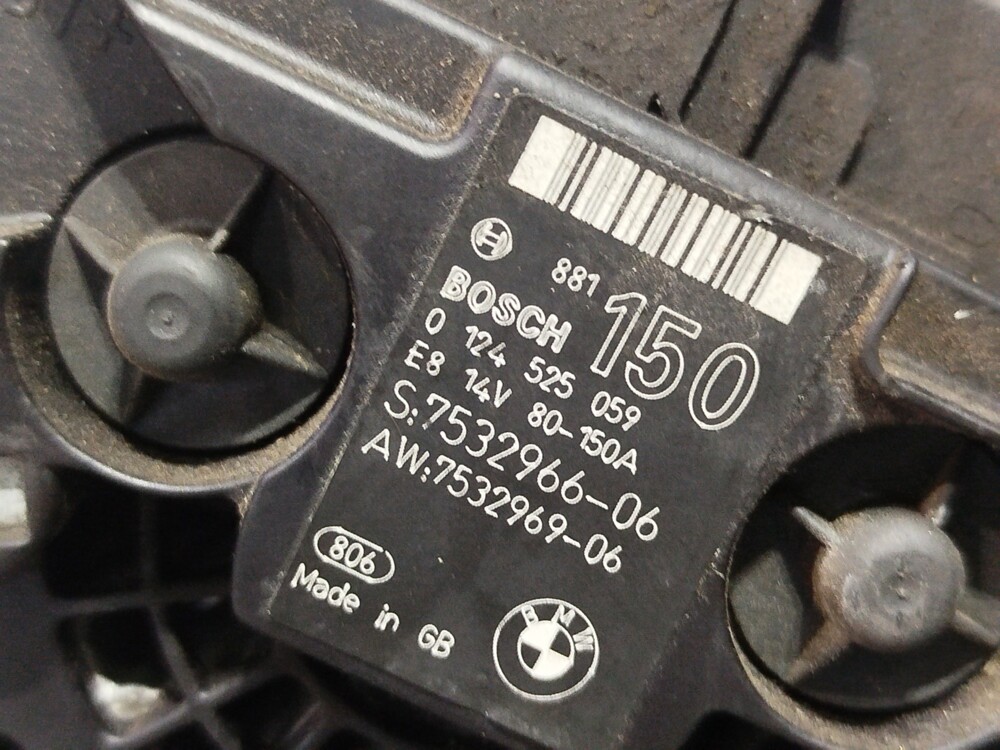 881
150
BOSCH
0 124 525 059
E8 14V 80-150A
S:7532966-06
AW:7532969-06
806
Made in GB
BMW